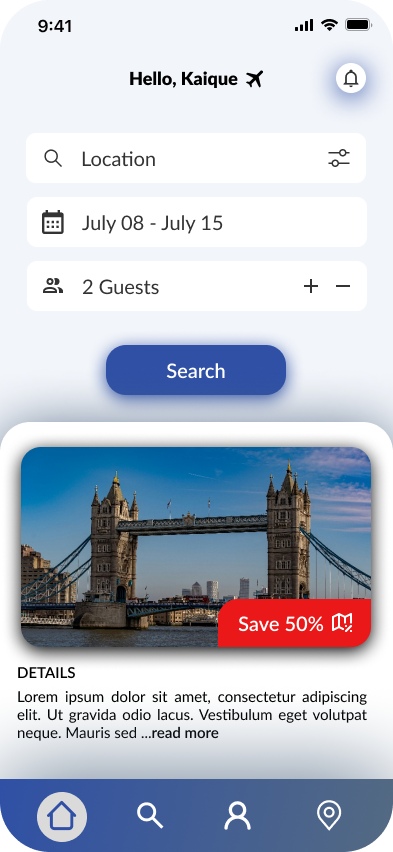 9:41
Hello, Kaique
Location
July 08 - July 15
2 Guests
Search
Save 50%
DETAILS
Lorem ipsum dolor sit amet, consectetur adipiscing
elit. Ut gravida odio lacus. Vestibulum eget volutpat
neque. Mauris sed ...read more